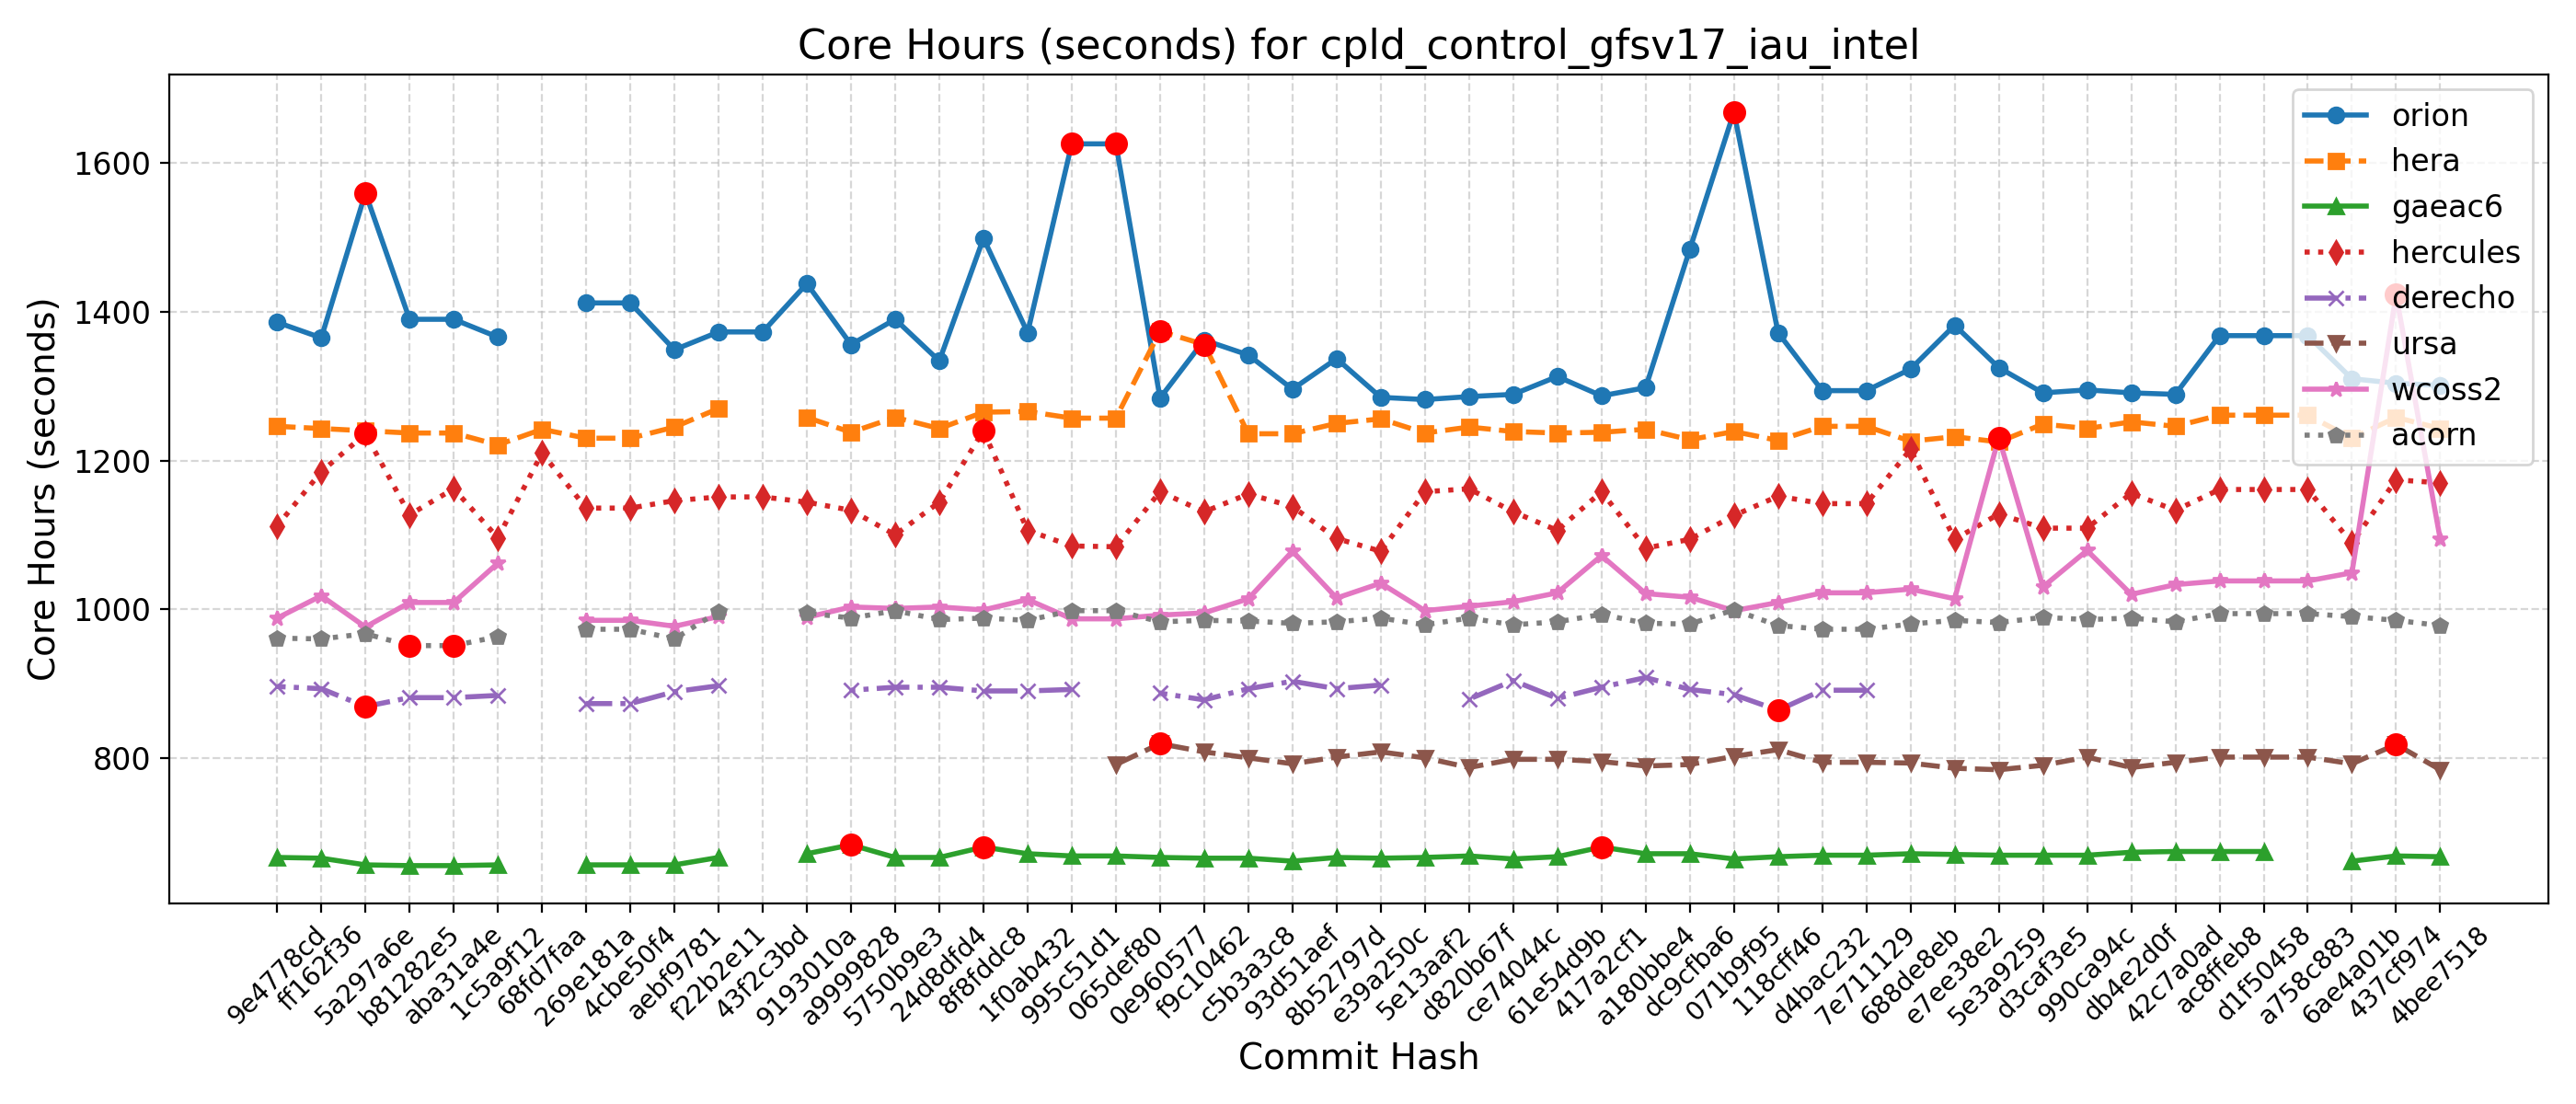 Core Hours (seconds) for cpld_control_gfsv17_iau_intel
Core Hours (seconds)
1600
1400
1200
1000
800
orion
hera
gaeac6
hercules
derecho
ursa
wcoss2
acorn
9e4778cd
ff162f36
5a297a6e
b81282e5
aba31a4e
1c5a9f12
68fd7faa
269e181a
4cbe50f4
aebf9781
f22b2e11
43f2c3bd
9193010a
a9999828
5750b9e3
24d8dfd4
8f8fddc8
1f0ab432
995c51d1
065def80
0e960577
f9c10462
c5b3a3c8
93d51aef
8b52797d
e39a250c
5e13aaf2
d820b67f
ce74044c
61e54d9b
417a2cf1
a180bbe4
dc9cfba6
071b9f95
118cff46
d4bac232
7e711129
688de8eb
e7ee38e2
5e3a9259
d3caf3e5
990ca94c
db4e2d0f
42c7a0ad
ac8ffeb8
d1f50458
a758c883
6ae4a01b
437cf974
4bee7518
Commit Hash